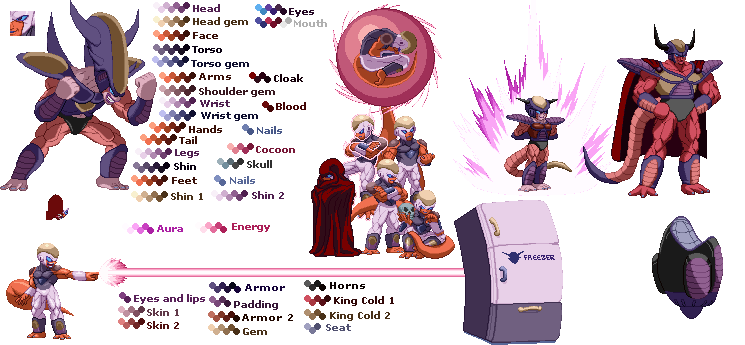 Head
Eyes
Head gem
Mouth
Face
Torso
Torso gem
Arms
Cloak
Shoulder gem
Wrist
Blood
Wrist gem
Hands
Nails
Tail
Legs
Cocoon
Shin
Skull
Feet
Nails
Shin 1
Shin 2
Aura
Energy
FREEZER
Armor
Horns
Eyes and lips
Padding
King Cold 1
Skin 1
Armor 2
King Cold 2
Skin 2
Gem
Seat